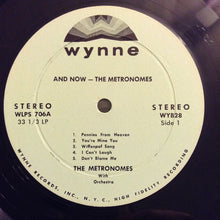 wynne
AND NOW — THE METRONOMES
STEREO
WLPS 706A
33 1/3 LP
STEREO
WY828
Side 1
1. Pennies From Heaven
2. You're Mine You
3. Wiffenpuf Song
4. I Can't Laugh
5. Don't Blame Me
THE METRONOMES
With
Orchestra
WYNNE RECORDS, INC., N.Y.C., N.Y. HIGH FIDELITY RECORDING